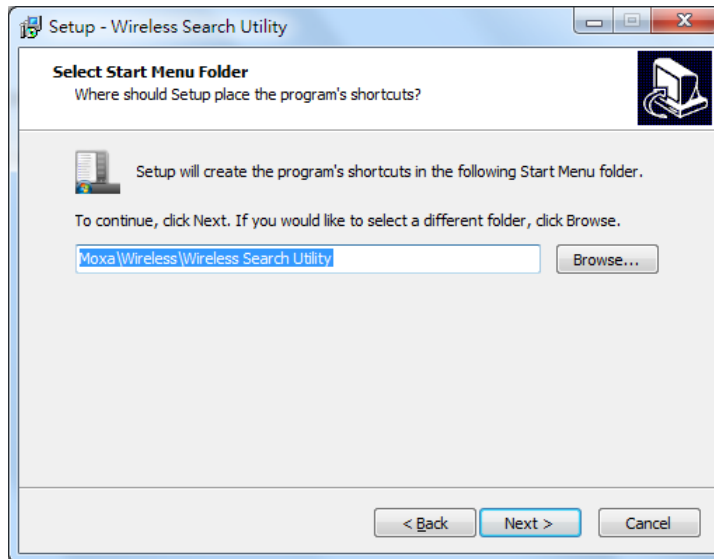 Setup - Wireless Search Utility
Select Start Menu Folder
Where should Setup place the program's shortcuts?
Setup will create the program's shortcuts in the following Start Menu folder.
To continue, click Next. If you would like to select a different folder, click Browse.
Moxa\Wireless\Wireless Search Utility
Browse...
< Back
Next >
Cancel